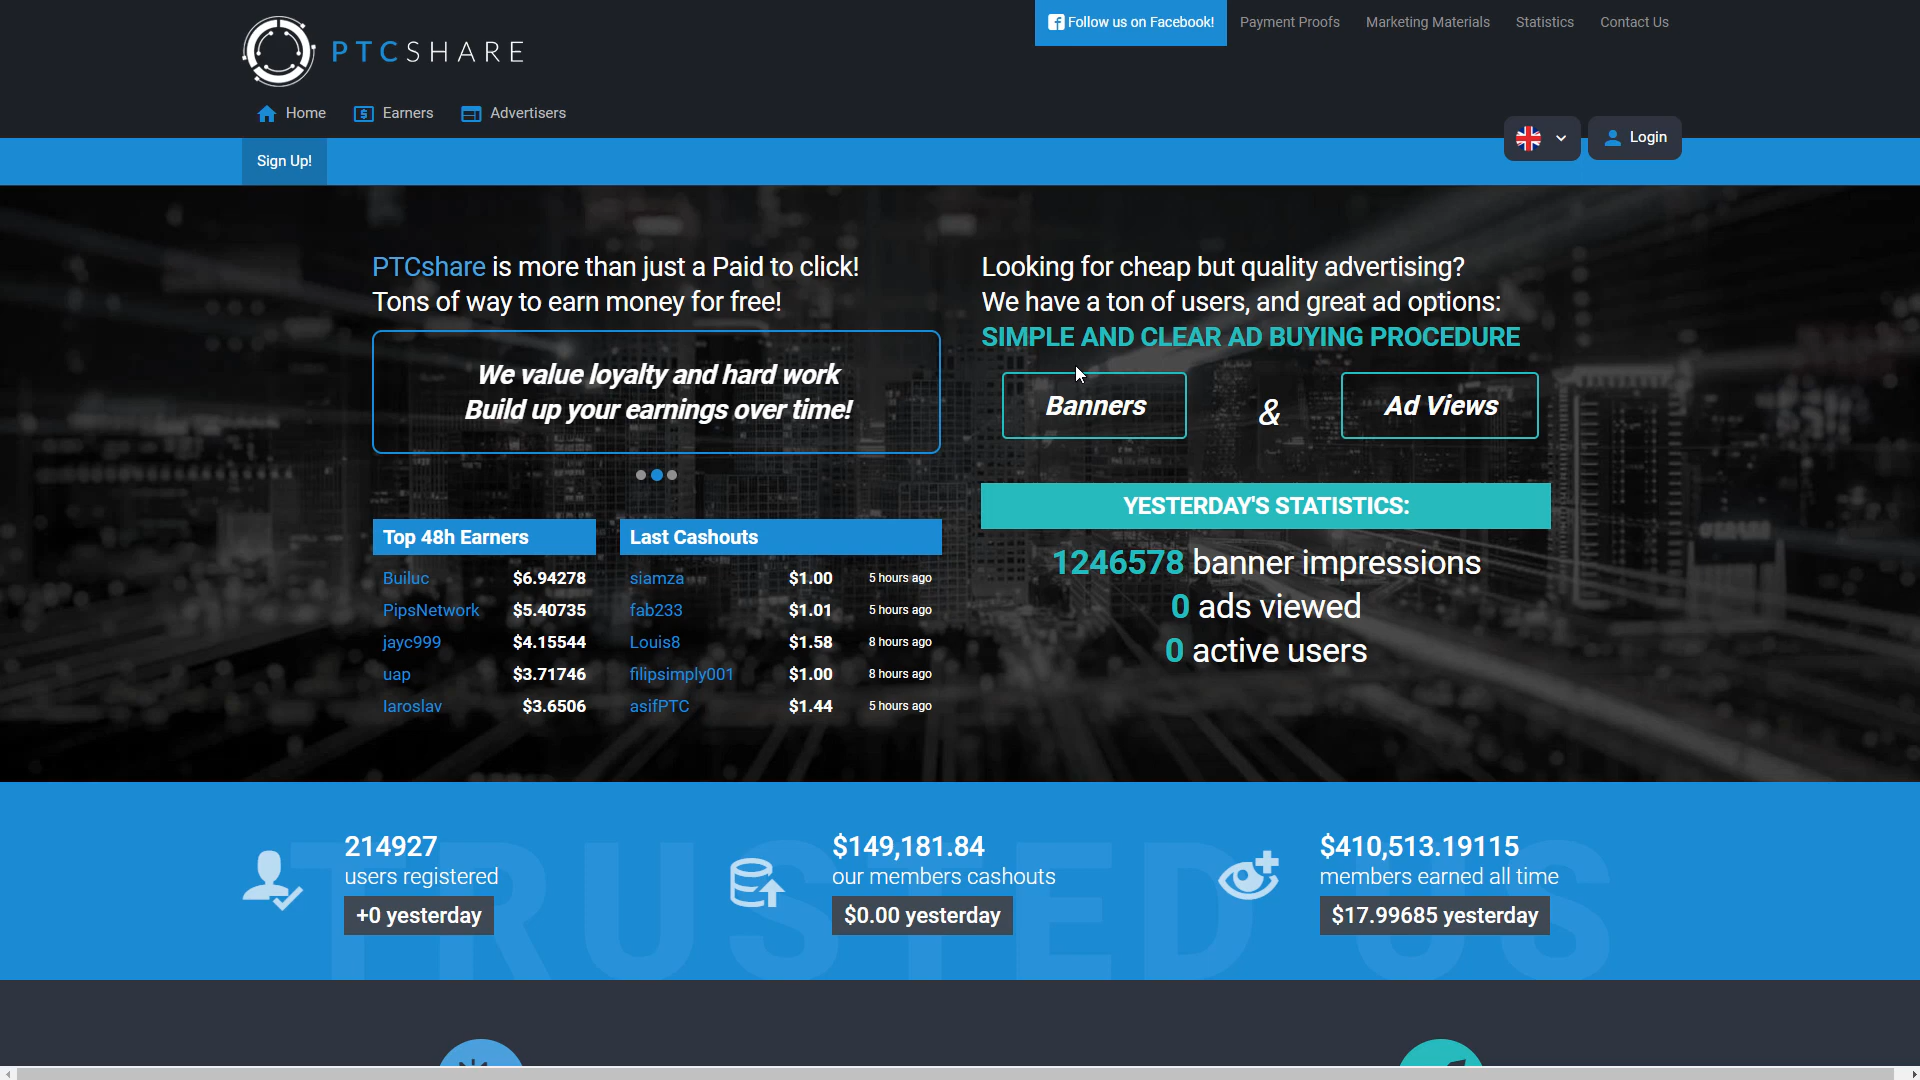 PTCSHARE
Follow us on Facebook!
Payment Proofs
Marketing Materials
Statistics
Contact Us
Home
Earners
Advertisers
Sign Up!
Login
PTCshare is more than just a Paid to click!
Tons of way to earn money for free!
We value loyalty and hard work
Build up your earnings over time!
Top 48h Earners
Builuc $6.94278
PipsNetwork $5.40735
jayc999 $4.15544
uap $3.71746
Iaroslav $3.6506
Last Cashouts
siamza $1.00 5 hours ago
fab233 $1.01 5 hours ago
Louis8 $1.58 8 hours ago
filipsimply001 $1.00 8 hours ago
asifPTC $1.44 5 hours ago
Looking for cheap but quality advertising?
We have a ton of users, and great ad options:
SIMPLE AND CLEAR AD BUYING PROCEDURE
Banners & Ad Views
YESTERDAY'S STATISTICS:
1246578 banner impressions
0 ads viewed
0 active users
TRUSTED US
214927
users registered
+0 yesterday
$149,181.84
our members cashouts
$0.00 yesterday
$410,513.19115
members earned all time
$17.99685 yesterday